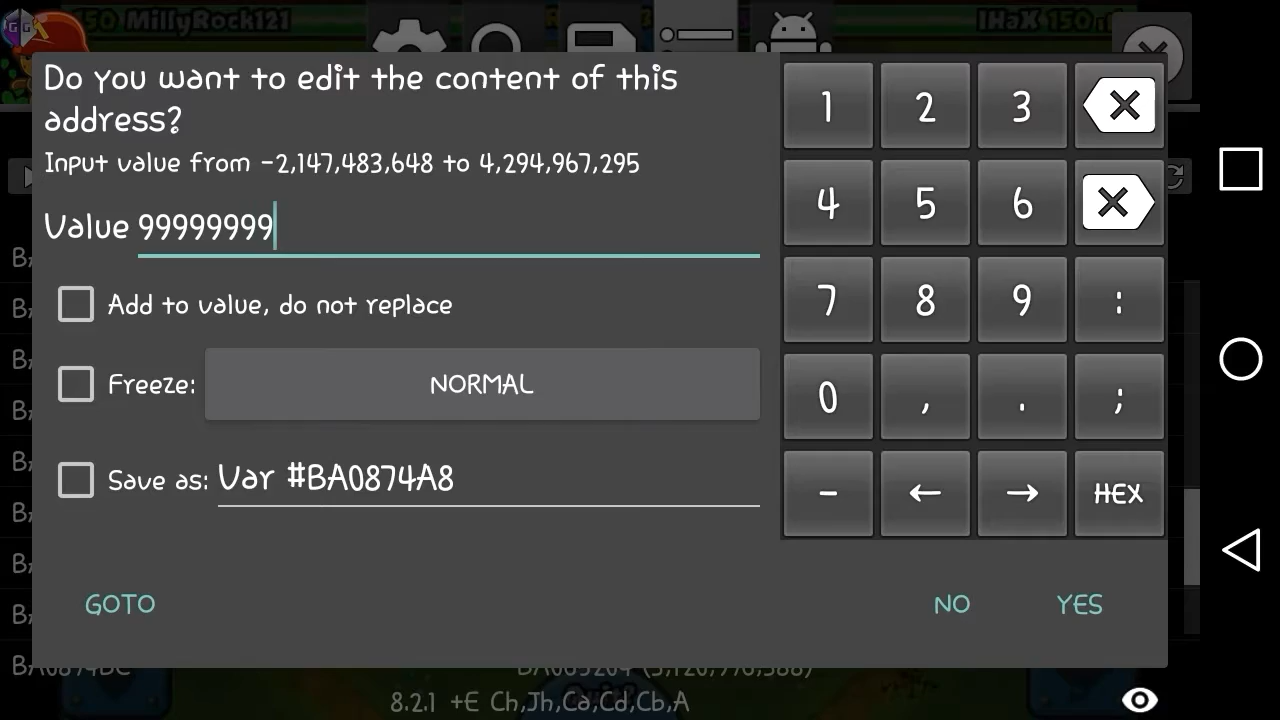 GG 50 MillyRock121 IHaX 150
Do you want to edit the content of this
address?
Input value from -2,147,483,648 to 4,294,967,295
Value 99999999
Add to value, do not replace
Freeze: NORMAL
Save as: Var #BA0874A8
GOTO NO YES
1 2 3
4 5 6
7 8 9 :
0 , . ;
- ← → HEX
8.2.1 +E Ch,Jh,Ca,Cd,Cb,A